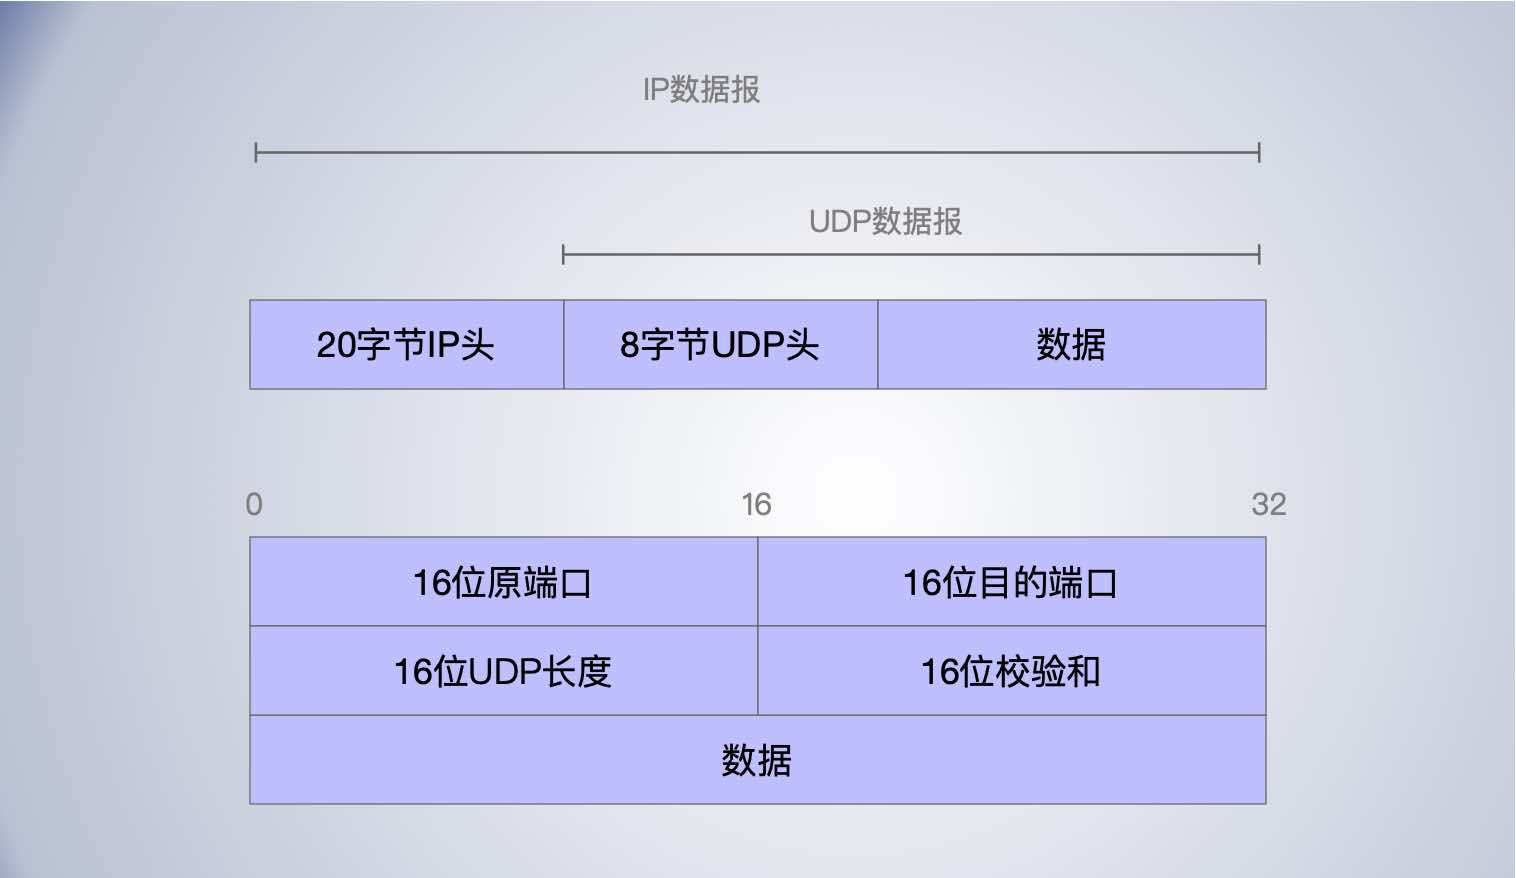 IP数据报
UDP数据报
20字节IP头 8字节UDP头 数据
0 16 32
16位原端口 16位目的端口
16位UDP长度 16位校验和
数据